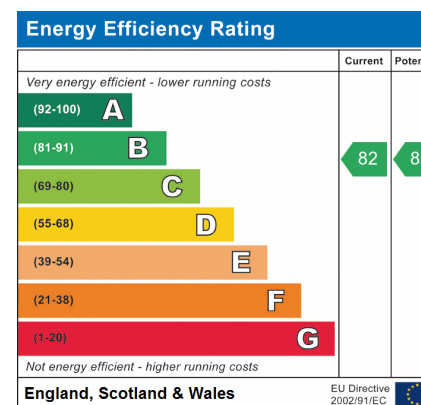 Energy Efficiency Rating
Current
Very energy efficient - lower running costs
(92-100) A
(81-91) B
82
(69-80) C
(55-68) D
(39-54) E
(21-38) F
(1-20) G
Not energy efficient - higher running costs
England, Scotland & Wales
EU Directive
2002/91/EC